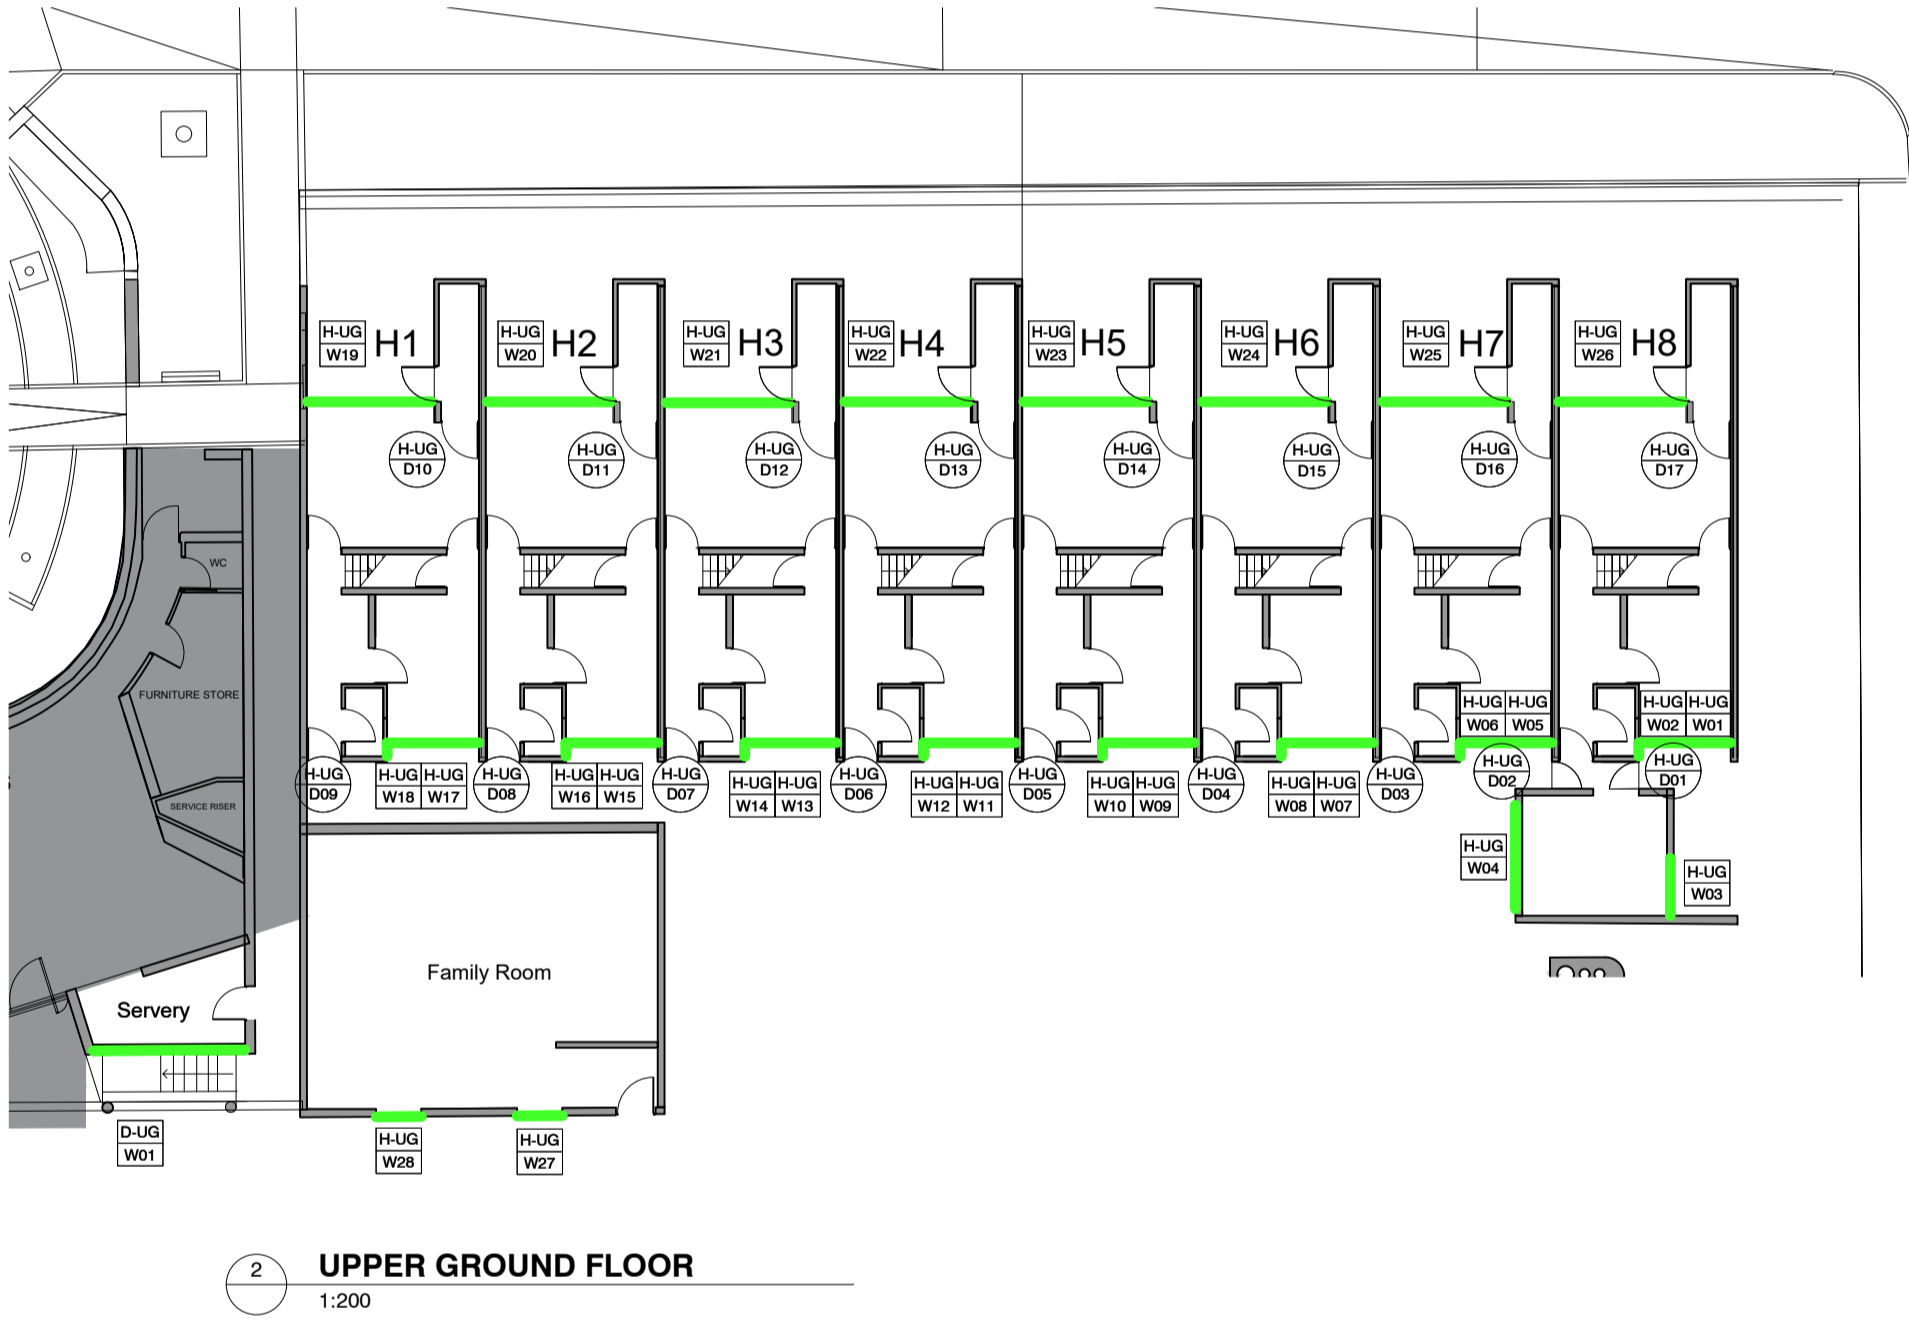 H-UG W19 H1
H-UG W20 H2
H-UG W21 H3
H-UG W22 H4
H-UG W23 H5
H-UG W24 H6
H-UG W25 H7
H-UG W26 H8
H-UG D10
H-UG D11
H-UG D12
H-UG D13
H-UG D14
H-UG D15
H-UG D16
H-UG D17
WC
FURNITURE STORE
SERVICE RISER
H-UG H-UG
W06 W05
H-UG H-UG
W02 W01
H-UG D09
H-UG H-UG
W18 W17
H-UG D08
H-UG H-UG
W16 W15
H-UG D07
H-UG H-UG
W14 W13
H-UG D06
H-UG H-UG
W12 W11
H-UG D05
H-UG H-UG
W10 W09
H-UG D04
H-UG H-UG
W08 W07
H-UG D03
H-UG D02
H-UG D01
H-UG W04
H-UG W03
Family Room
Servery
D-UG W01
H-UG W28
H-UG W27
2 UPPER GROUND FLOOR
1:200